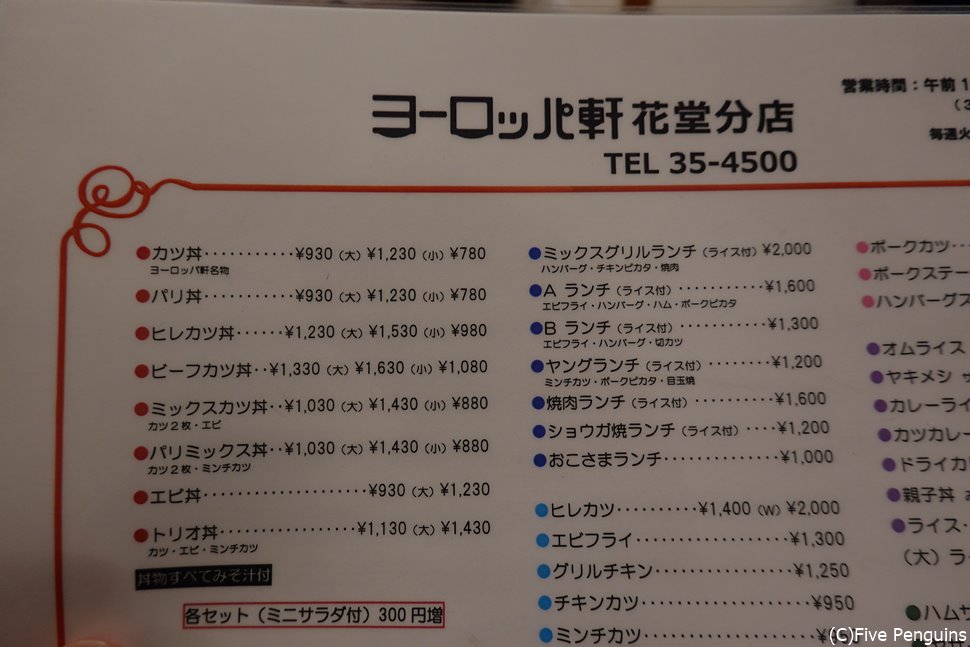 ヨーロッパ軒 花堂分店
TEL 35-4500
営業時間:午前1
毎週火
●カツ丼··········¥930 (大) ¥1,230 (小) ¥780
ヨーロッパ軒名物
●パリ丼··········¥930 (大) ¥1,230 (小) ¥780
●ヒレカツ丼······¥1,230 (大) ¥1,530 (小) ¥980
●ビーフカツ丼··¥1,330 (大) ¥1,630 (小) ¥1,080
●ミックスカツ丼··¥1,030 (大) ¥1,430 (小) ¥880
カツ2枚・エビ
●パリミックス丼··¥1,030 (大) ¥1,430 (小) ¥880
カツ2枚・ミンチカツ
●エビ丼···················¥930 (大) ¥1,230
●トリオ丼················¥1,130 (大) ¥1,430
カツ・エビ・ミンチカツ
丼物すべてみそ汁付
各セット(ミニサラダ付)300円増
●ミックスグリルランチ (ライス付) ¥2,000
ハンバーグ・チキンピカタ・焼肉
●A ランチ (ライス付) ···········¥1,600
エビフライ・ハンバーグ・ハム・ポークピカタ
●B ランチ (ライス付) ···········¥1,300
エビフライ・ハンバーグ・切カツ
●ヤングランチ (ライス付) ········¥1,200
ミンチカツ・ポークピカタ・目玉焼
●焼肉ランチ (ライス付) ··········¥1,600
●ショウガ焼ランチ (ライス付) ····¥1,200
●おこさまランチ··············¥1,000
●ヒレカツ··········¥1,400 (W) ¥2,000
●エビフライ··················¥1,300
●グリルチキン················¥1,250
●チキンカツ···················¥950
●ミンチカツ··················
●ポークカツ··
●ポークステー
●ハンバーグス
●オムライス
●ヤキメシ
●カレーライ
●カツカレー
●ドライカ
●親子丼
●ライス·
(大) ラ
●ハムサ
(C)Five Penguins